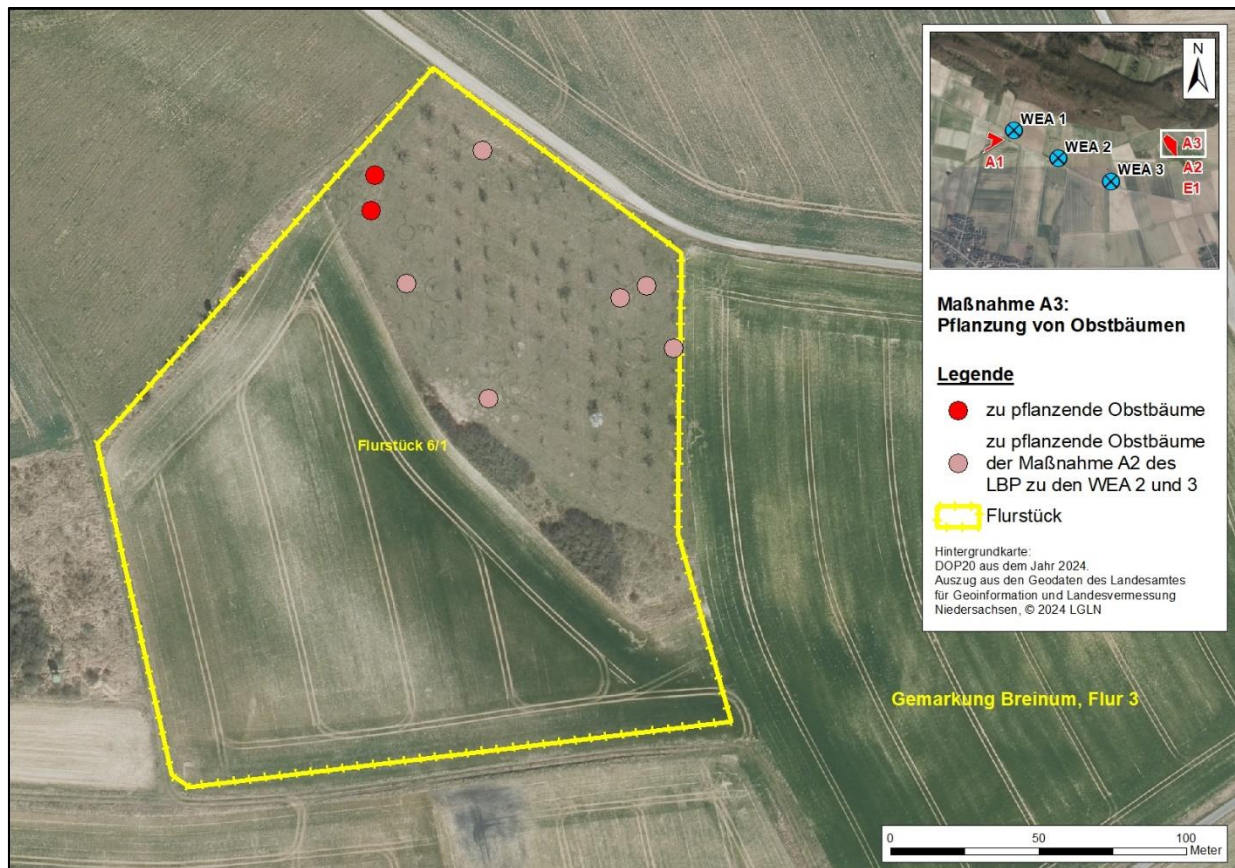 N
WEA 1
WEA 2
WEA 3
A1
A3
A2
E1
Maßnahme A3:
Pflanzung von Obstbäumen
Legende
zu pflanzende Obstbäume
zu pflanzende Obstbäume
der Maßnahme A2 des
LBP zu den WEA 2 und 3
Flurstück
Hintergrundkarte:
DOP20 aus dem Jahr 2024.
Auszug aus den Geodaten des Landesamtes
für Geoinformation und Landesvermessung
Niedersachsen, © 2024 LGLN
Flurstück 6/1
Gemarkung Breinum, Flur 3
0 50 100
Meter